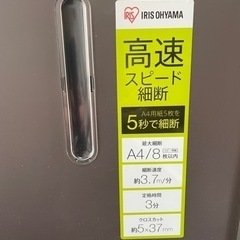 IRIS
IRIS OHYAMA
高速
スピード
細断
A4用紙5枚を
5秒で細断
最大細断
A4/8枚以内
細断速度
約3.7m/分
定格時間
3分
クロスカット
約5×37mm